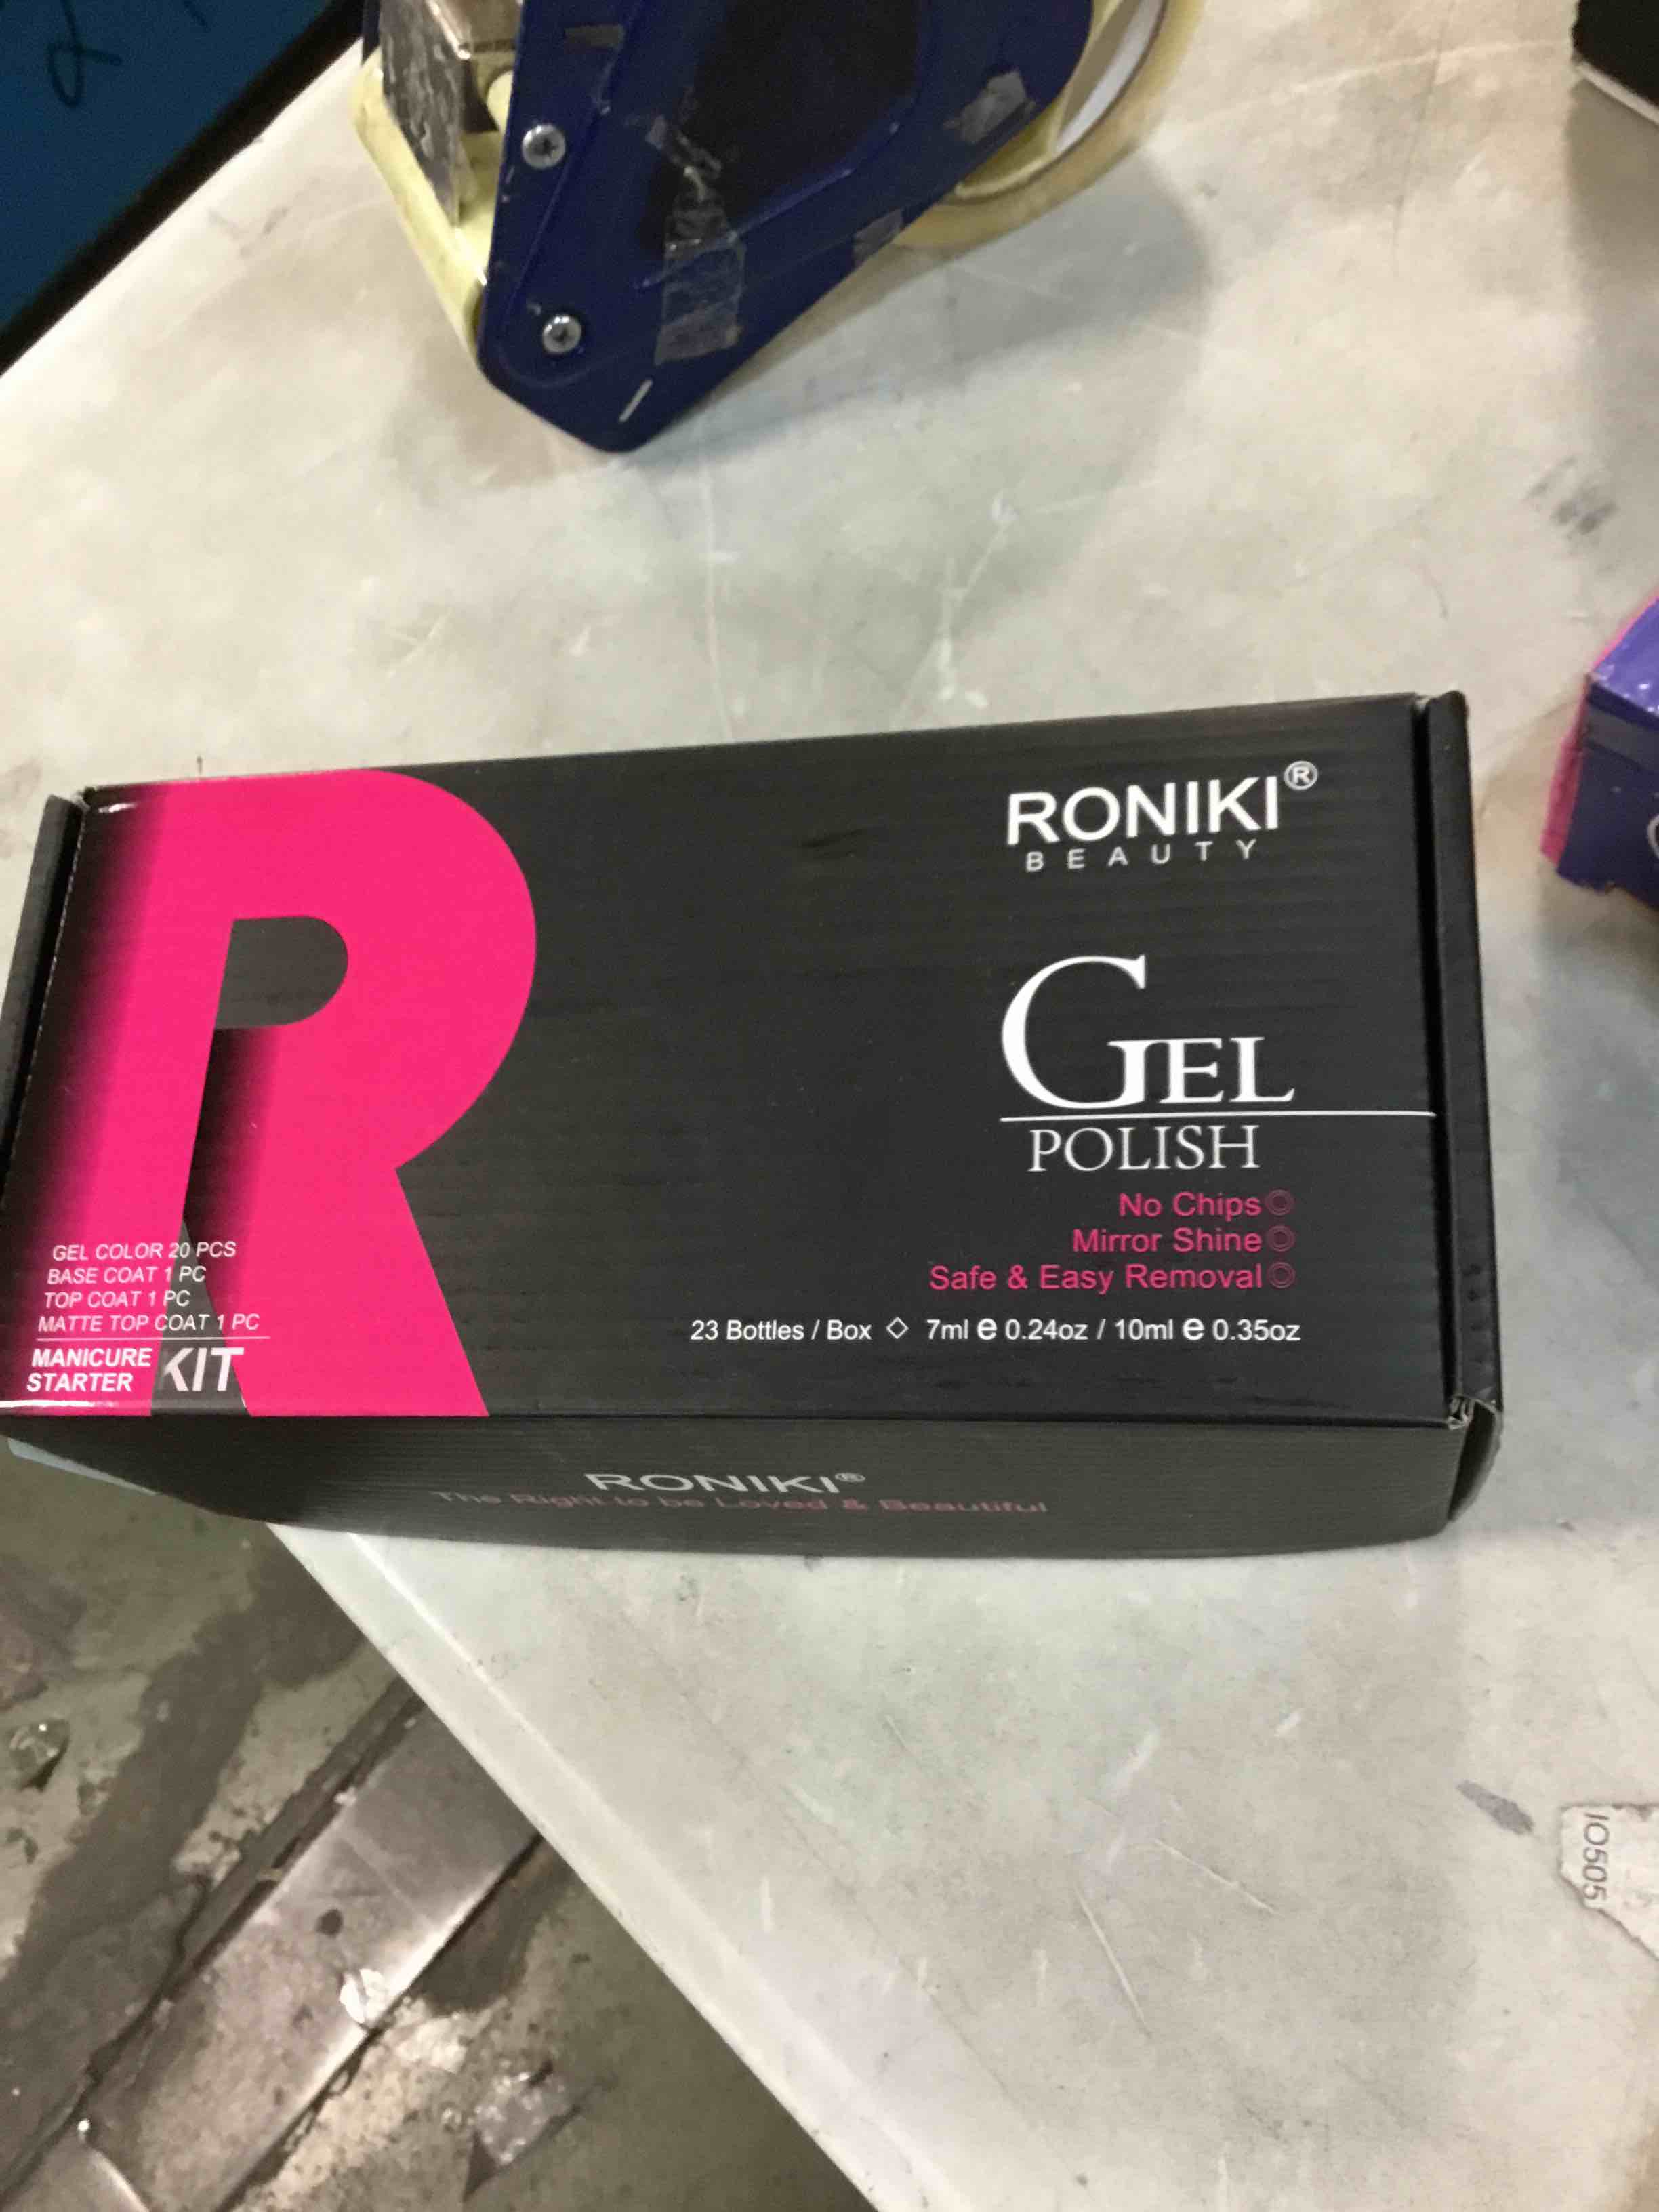 RONIKI®
BEAUTY
GEL
POLISH
No Chips
Mirror Shine
Safe & Easy Removal
23 Bottles / Box ◇ 7ml e 0.24oz / 10ml e 0.35oz
GEL COLOR 20 PCS
BASE COAT 1 PC
TOP COAT 1 PC
MATTE TOP COAT 1 PC
MANICURE
STARTER KIT
RONIKI®
The Right to be Loved & Beautiful
10505